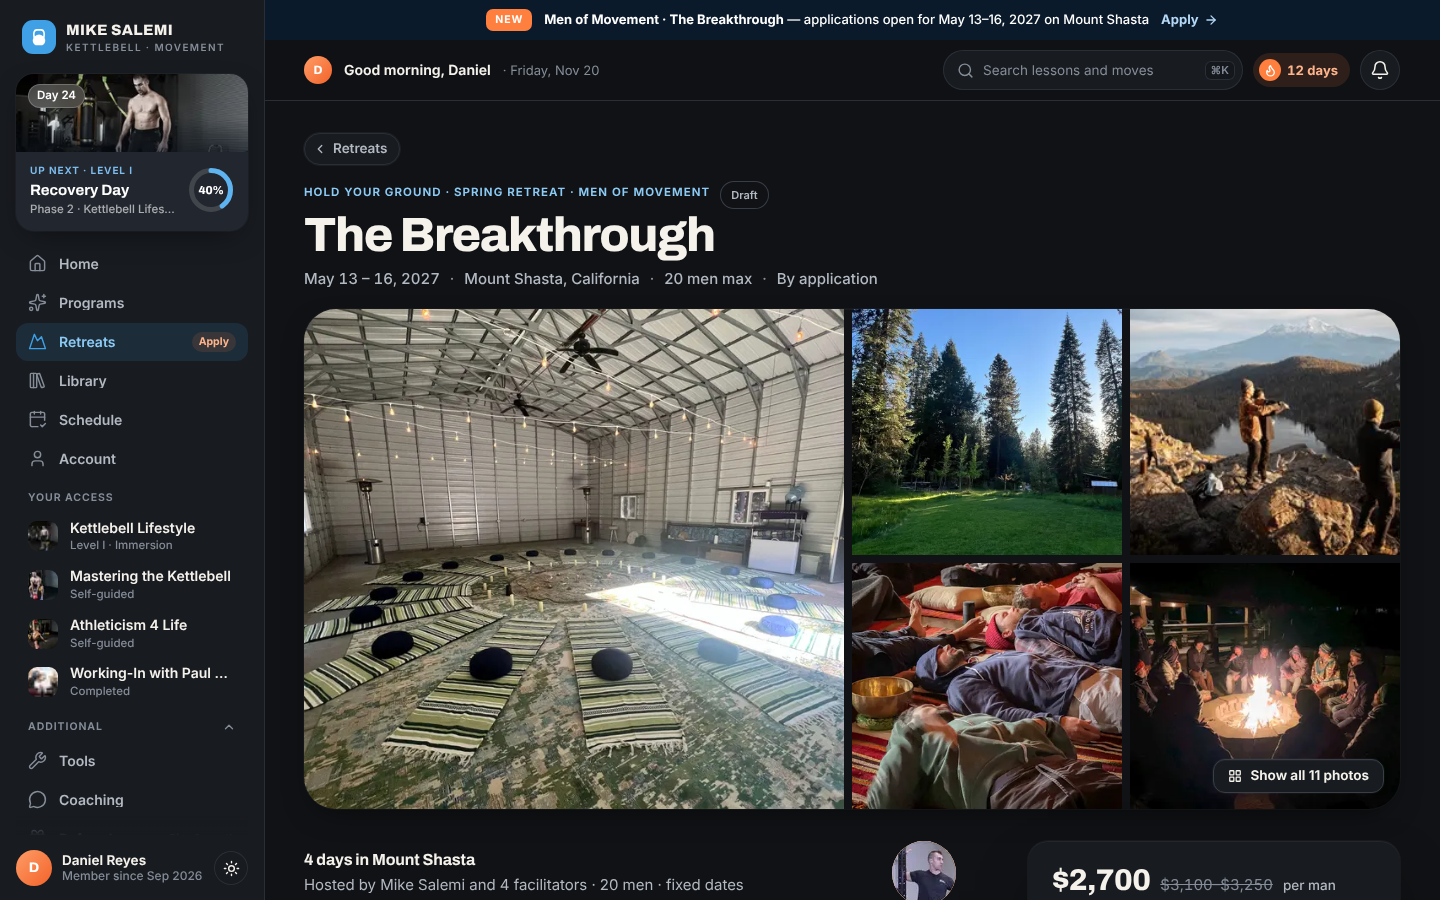 MIKE SALEMI
KETTLEBELL · MOVEMENT
Day 24
UP NEXT · LEVEL I
Recovery Day
Phase 2 · Kettlebell Lifes...
40%
Home
Programs
Retreats
Apply
Library
Schedule
Account
YOUR ACCESS
Kettlebell Lifestyle
Level I · Immersion
Mastering the Kettlebell
Self-guided
Athleticism 4 Life
Self-guided
Working-In with Paul ...
Completed
ADDITIONAL
Tools
Coaching
D
Daniel Reyes
Member since Sep 2026
NEW Men of Movement · The Breakthrough — applications open for May 13–16, 2027 on Mount Shasta Apply →
D Good morning, Daniel · Friday, Nov 20
Search lessons and moves ⌘K
12 days
Retreats
HOLD YOUR GROUND · SPRING RETREAT · MEN OF MOVEMENT Draft
The Breakthrough
May 13 – 16, 2027 · Mount Shasta, California · 20 men max · By application
Show all 11 photos
4 days in Mount Shasta
Hosted by Mike Salemi and 4 facilitators · 20 men · fixed dates
$2,700 $3,100–$3,250 per man